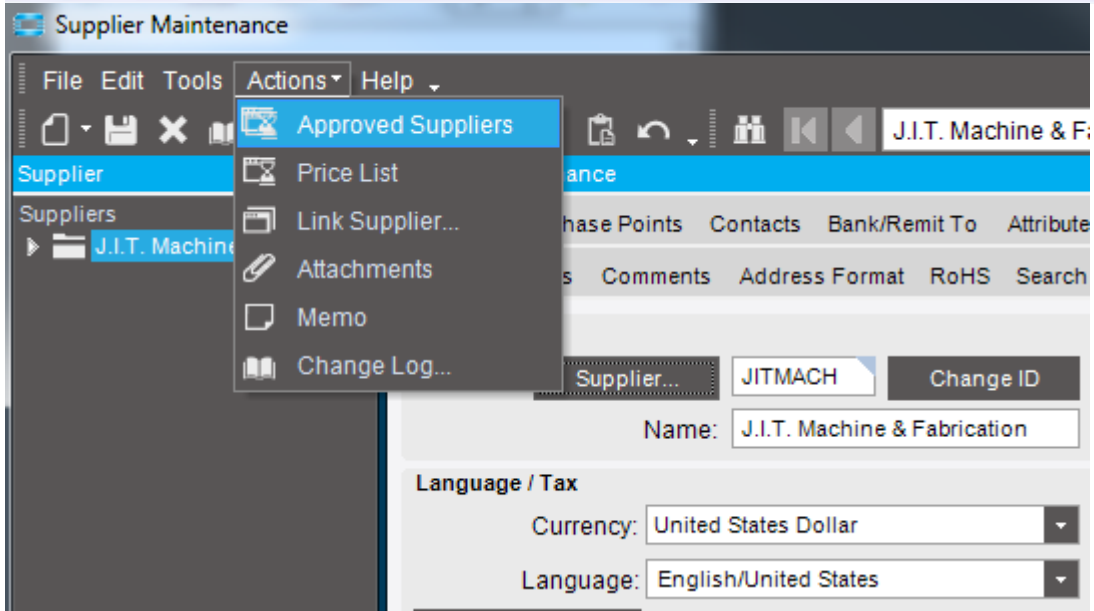 Supplier Maintenance
File Edit Tools Actions Help
J.I.T. Machine & F
Approved Suppliers
Price List
Link Supplier...
Attachments
Memo
Change Log...
Supplier
ance
Suppliers
J.I.T. Machine
hase Points Contacts Bank/Remit To Attribute
s Comments Address Format RoHS Search
Supplier... JITMACH Change ID
Name: J.I.T. Machine & Fabrication
Language / Tax
Currency: United States Dollar
Language: English/United States